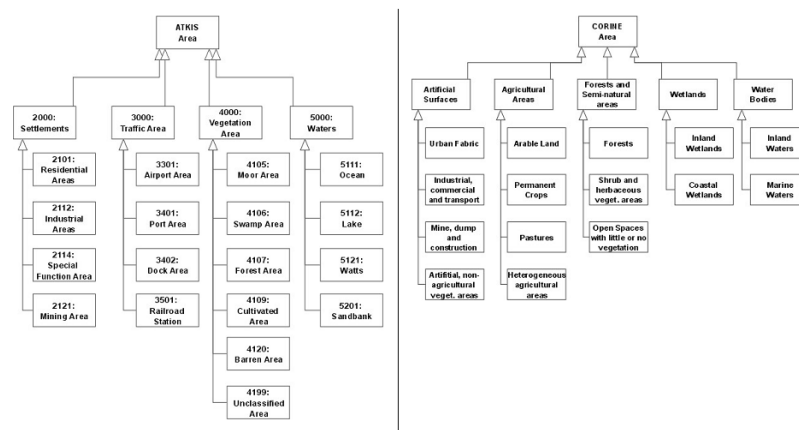 ATKIS
Area
2000:
Settlements
3000:
Traffic Area
4000:
Vegetation
Area
5000:
Waters
2101:
Residential
Areas
2112:
Industrial
Areas
2114:
Special
Function Area
2121:
Mining Area
3301:
Airport Area
3401:
Port Area
3402:
Dock Area
3501:
Railroad
Station
4105:
Moor Area
4106:
Swamp Area
4107:
Forest Area
4109:
Cultivated
Area
4120:
Barren Area
4199:
Unclassified
Area
5111:
Ocean
5112:
Lake
5121:
Watts
5201:
Sandbank
CORINE
Area
Artificial
Surfaces
Agricultural
Areas
Forests and
Semi-natural
areas
Wetlands
Water
Bodies
Urban Fabric
Industrial,
commercial
and transport
Mine, dump
and
construction
Artifitial, non-
agricultural
veget. areas
Arable Land
Permanent
Crops
Pastures
Heterogeneous
agricultural
areas
Forests
Shrub and
herbaceous
veget. areas
Open Spaces
with little or no
vegetation
Inland
Wetlands
Coastal
Wetlands
Inland
Waters
Marine
Waters